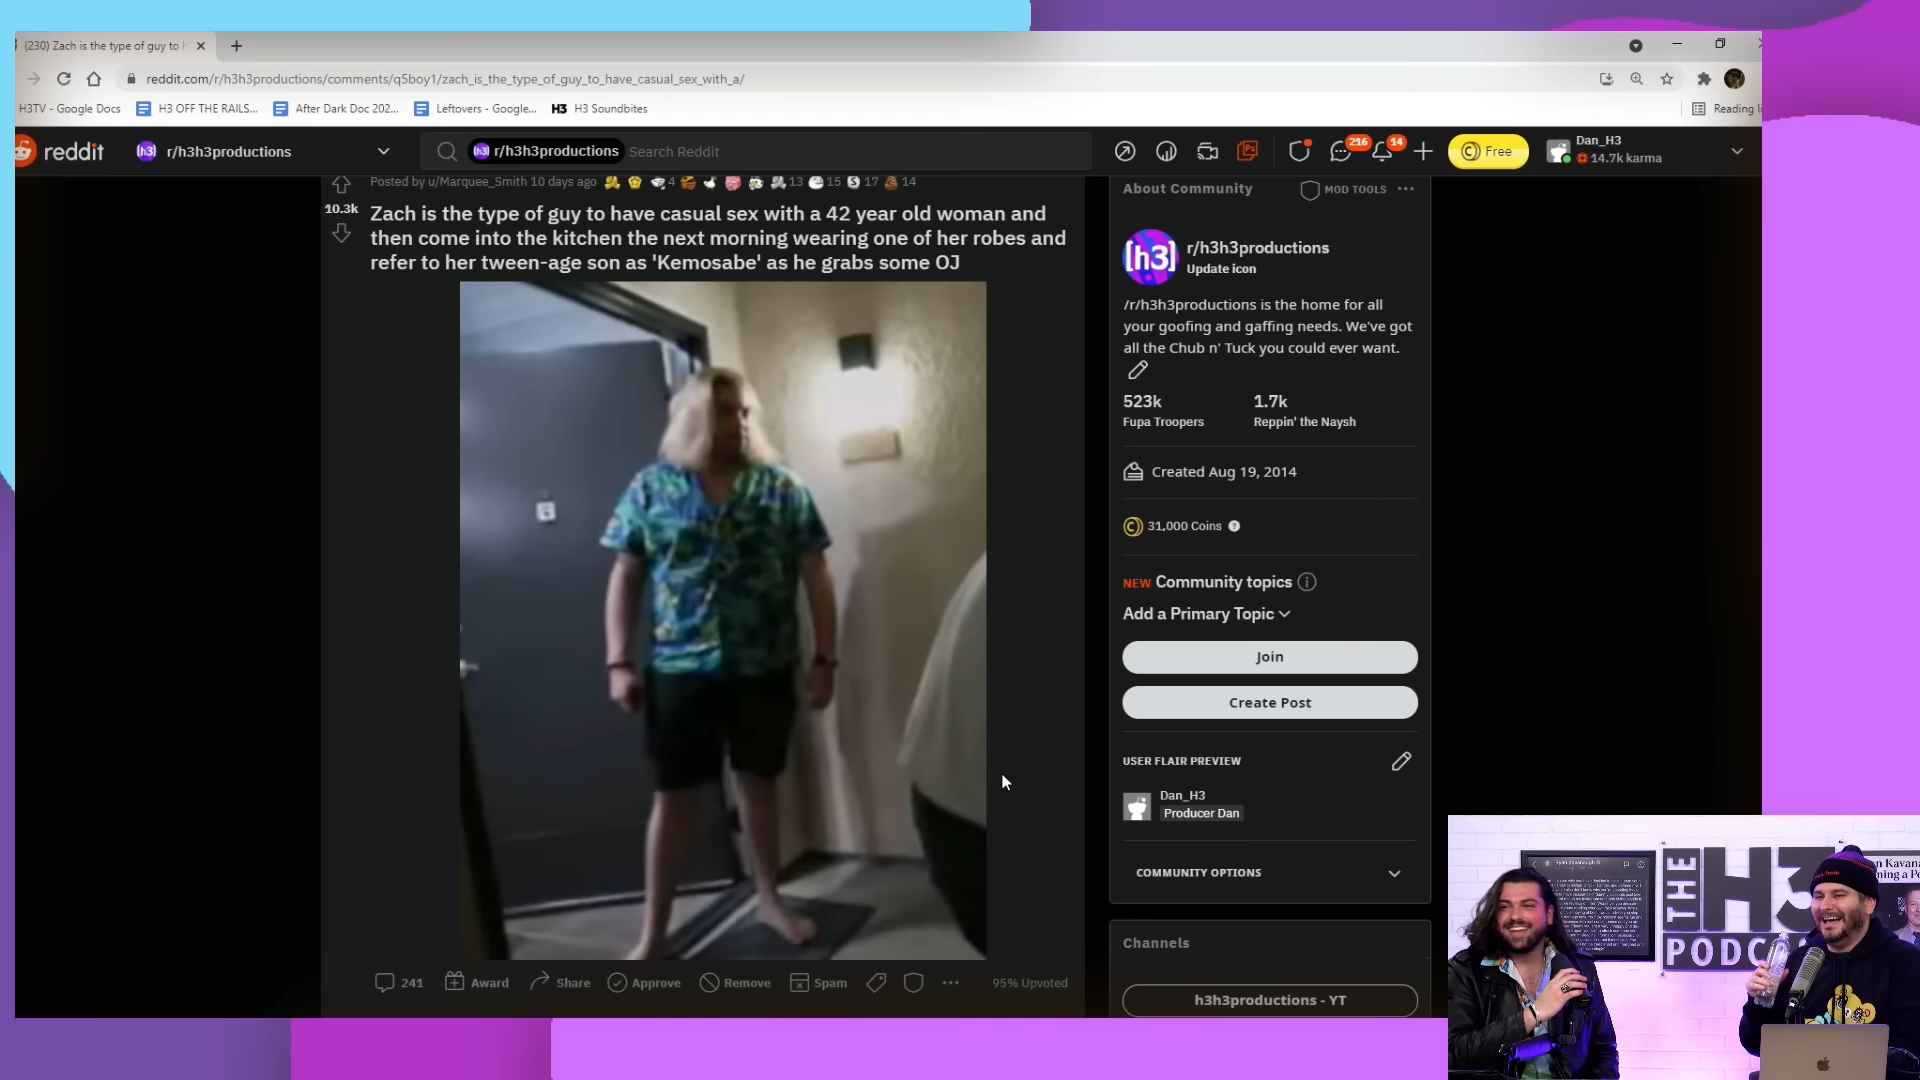 (230) Zach is the type of guy to
reddit.com/r/h3h3productions/comments/q5boy1/zach_is_the_type_of_guy_to_have_casual_sex_with_a/
H3TV - Google Docs
H3 OFF THE RAILS...
After Dark Doc 202...
Leftovers - Google...
H3 H3 Soundbites
Reading li
reddit
r/h3h3productions
r/h3h3productions Search Reddit
216
14
Free
Dan_H3
14.7k karma
Posted by u/Marquee_Smith 10 days ago 4 13 15 17 14
10.3k
Zach is the type of guy to have casual sex with a 42 year old woman and
then come into the kitchen the next morning wearing one of her robes and
refer to her tween-age son as 'Kemosabe' as he grabs some OJ
241
Award
Share
Approve
Remove
Spam
95% Upvoted
About Community
MOD TOOLS
[h3]
r/h3h3productions
Update icon
/r/h3h3productions is the home for all
your goofing and gaffing needs. We've got
all the Chub n' Tuck you could ever want.
523k
Fupa Troopers
1.7k
Reppin' the Naysh
Created Aug 19, 2014
31,000 Coins
NEW Community topics
Add a Primary Topic
Join
Create Post
USER FLAIR PREVIEW
Dan_H3
Producer Dan
COMMUNITY OPTIONS
Channels
h3h3productions - YT
Ryan Kavanaugh
THE H3
PODC
n Kavana
ning a Po